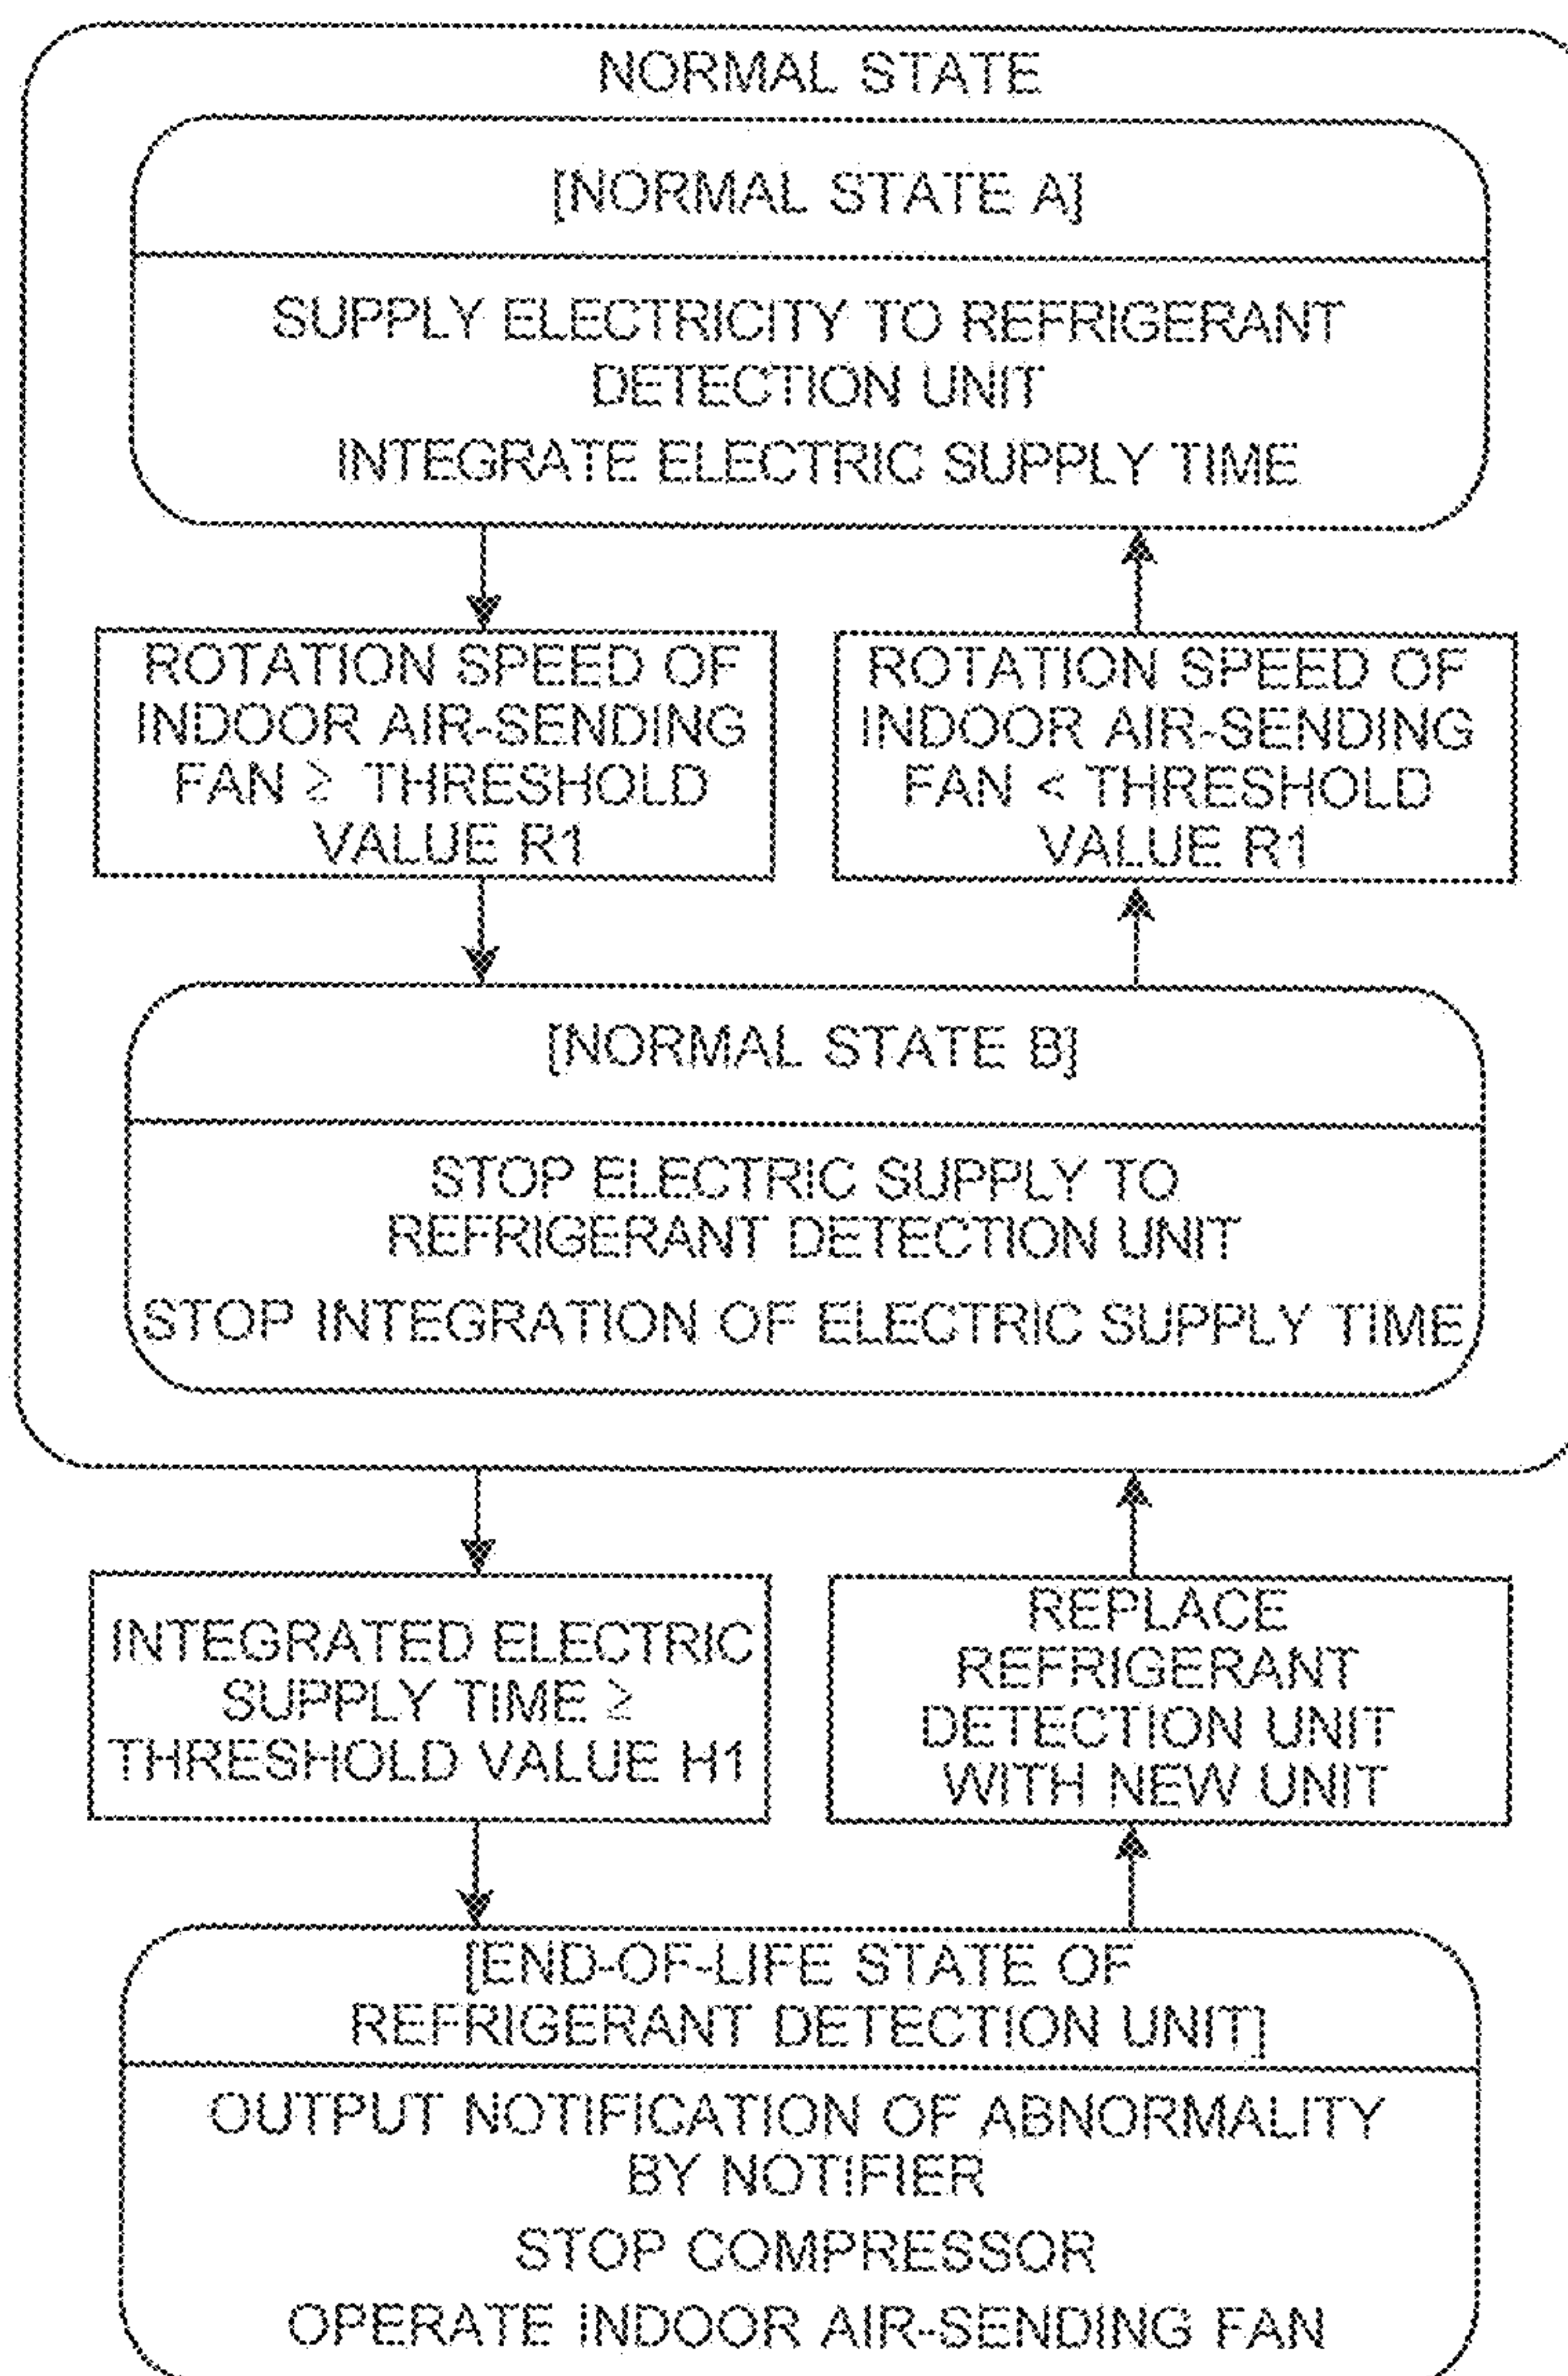 NORMAL STATE
[NORMAL STATE A]
SUPPLY ELECTRICITY TO REFRIGERANT
DETECTION UNIT
INTEGRATE ELECTRIC SUPPLY TIME
ROTATION SPEED OF
INDOOR AIR-SENDING
FAN ≥ THRESHOLD
VALUE R1
ROTATION SPEED OF
INDOOR AIR-SENDING
FAN < THRESHOLD
VALUE R1
[NORMAL STATE B]
STOP ELECTRIC SUPPLY TO
REFRIGERANT DETECTION UNIT
STOP INTEGRATION OF ELECTRIC SUPPLY TIME
INTEGRATED ELECTRIC
SUPPLY TIME ≥
THRESHOLD VALUE H1
REPLACE
REFRIGERANT
DETECTION UNIT
WITH NEW UNIT
[END-OF-LIFE STATE OF
REFRIGERANT DETECTION UNIT]
OUTPUT NOTIFICATION OF ABNORMALITY
BY NOTIFIER
STOP COMPRESSOR
OPERATE INDOOR AIR-SENDING FAN